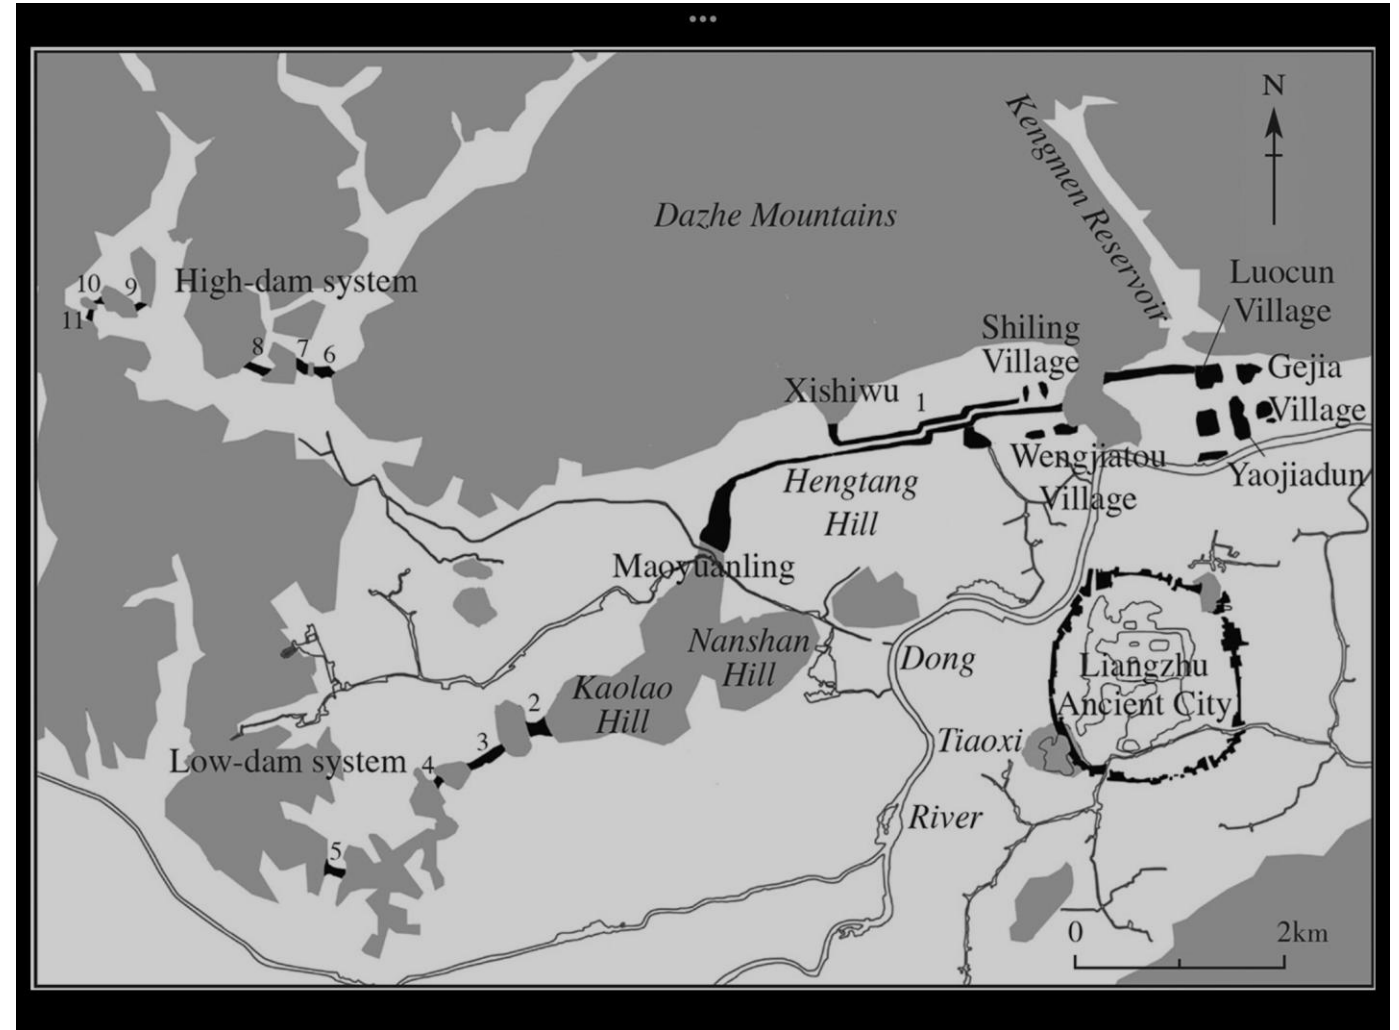 N
Kengmen Reservoir
Dazhe Mountains
Luocun
Village
10
9
High-dam system
11
Shiling
Village
8
7
6
Gejia
Village
Xishiwu
1
Wengjiatou
Village
Yaojiadun
Hengtang
Hill
Maoyuanling
Nanshan
Hill
Dong
Liangzhu
Ancient City
Kaolao
Hill
2
Tiaoxi
3
Low-dam system
4
River
5
0
2km